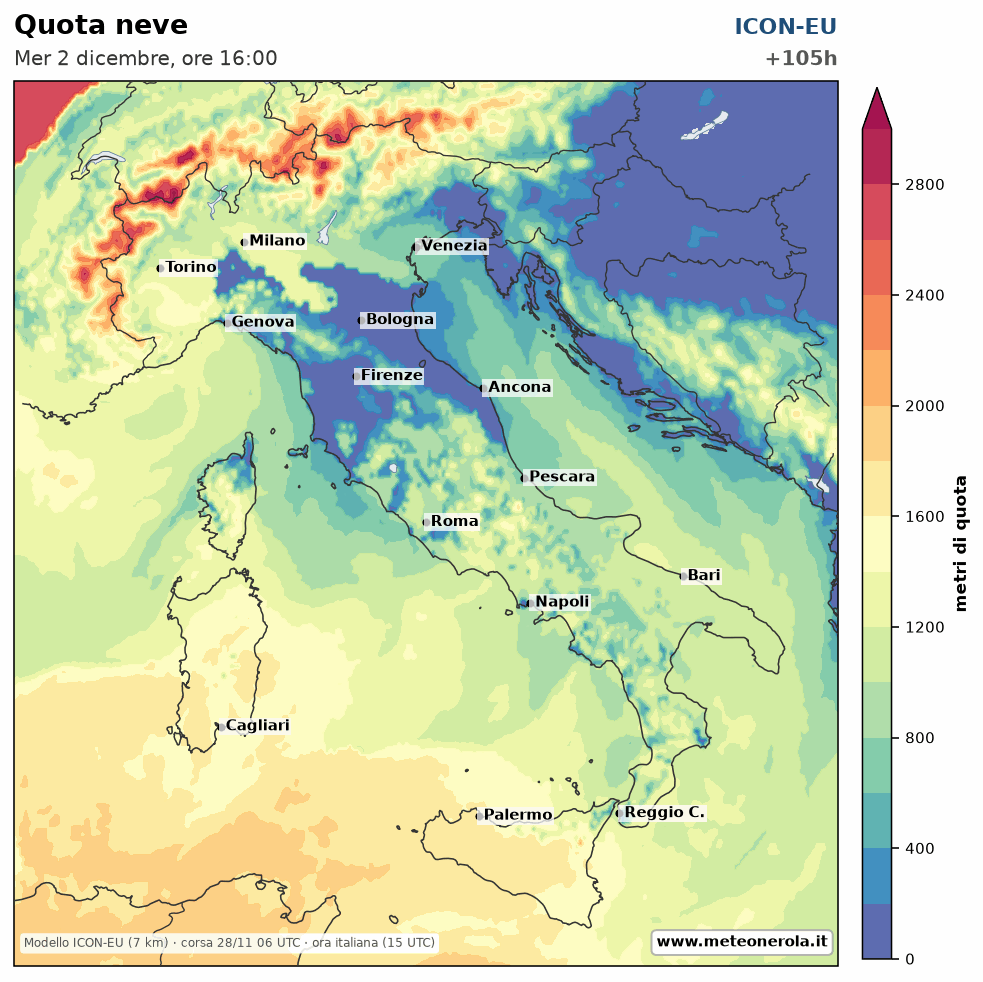 Quota neve
ICON-EU
Mer 2 dicembre, ore 16:00
+105h
Milano
Venezia
Torino
Genova
Bologna
Firenze
Ancona
Pescara
Roma
Bari
Napoli
Cagliari
Palermo
Reggio C.
2800
2400
2000
1600
1200
800
400
0
metri di quota
Modello ICON-EU (7 km) · corsa 28/11 06 UTC · ora italiana (15 UTC)
www.meteonerola.it